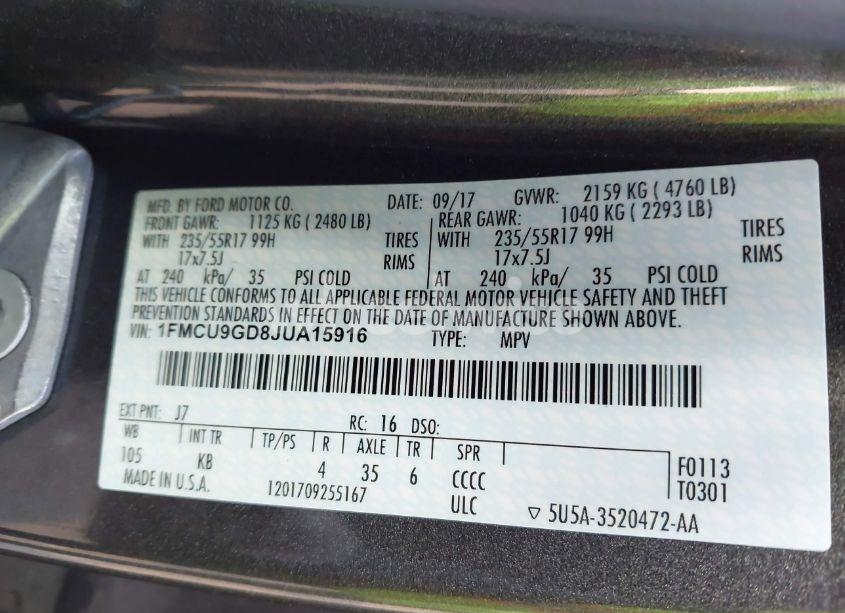 MFD. BY FORD MOTOR CO. DATE: 09/17 GVWR: 2159 KG ( 4760 LB)
FRONT GAWR: 1125 KG ( 2480 LB) REAR GAWR: 1040 KG ( 2293 LB)
WITH 235/55R17 99H TIRES WITH 235/55R17 99H TIRES
17x7.5J RIMS 17x7.5J RIMS
AT 240 kPa/ 35 PSI COLD AT 240 kPa/ 35 PSI COLD
THIS VEHICLE CONFORMS TO ALL APPLICABLE FEDERAL MOTOR VEHICLE SAFETY AND THEFT
PREVENTION STANDARDS IN EFFECT ON THE DATE OF MANUFACTURE SHOWN ABOVE.
VIN: 1FMCU9GD8JUA15916 TYPE: MPV
EXT PNT: J7 RC: 16 DSO:
WB INT TR TP/PS R AXLE TR SPR
105 KB 4 35 6 CCCC F0113
MADE IN U.S.A. 1201709255167 ULC T0301
▽ 5U5A-3520472-AA